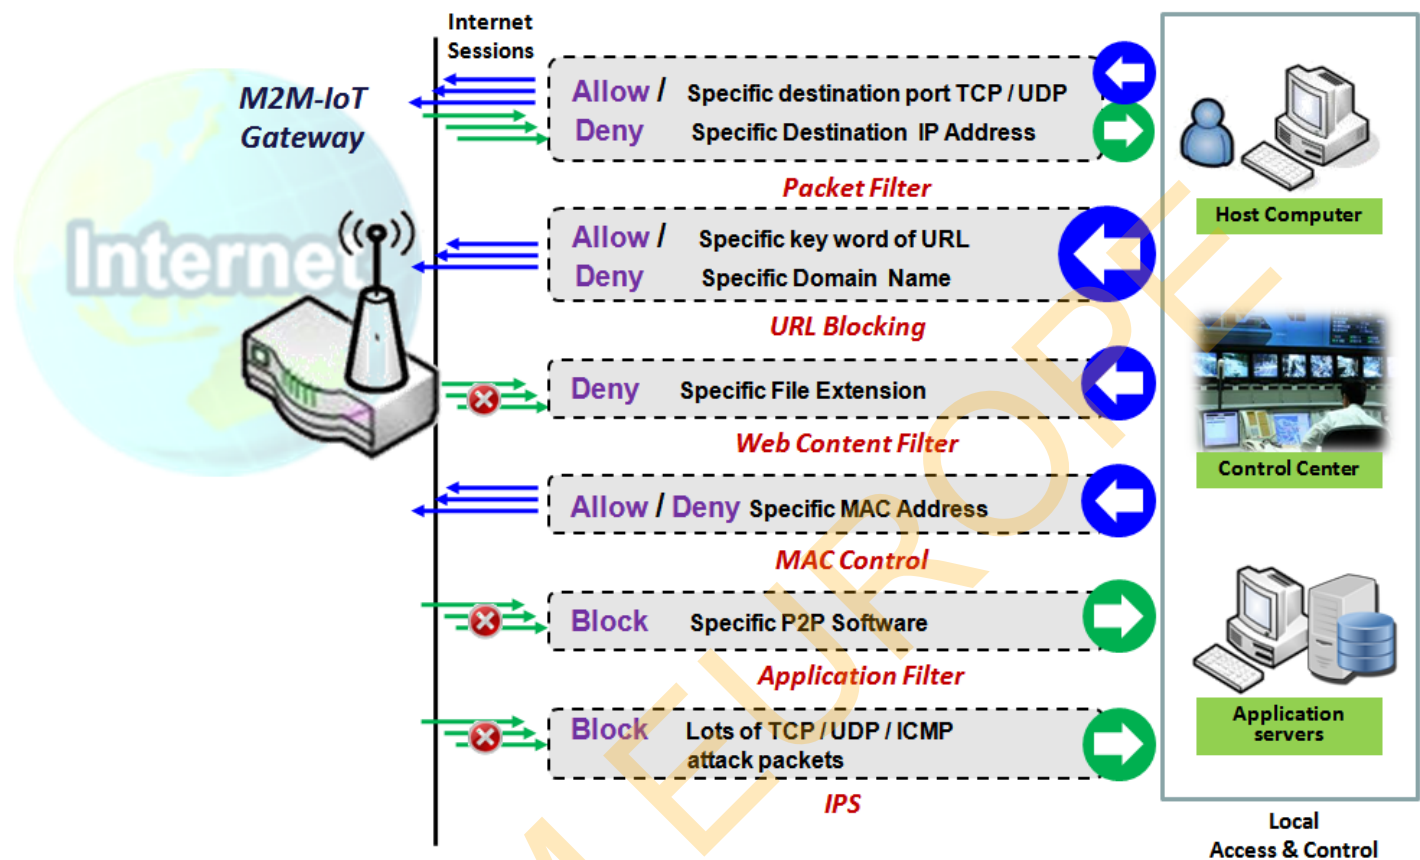 Internet
Sessions
M2M-IoT
Gateway
Internet
Allow / Specific destination port TCP / UDP
Deny Specific Destination IP Address
Packet Filter
Allow / Specific key word of URL
Deny Specific Domain Name
URL Blocking
Deny Specific File Extension
Web Content Filter
Allow / Deny Specific MAC Address
MAC Control
Block Specific P2P Software
Application Filter
Block Lots of TCP / UDP / ICMP
attack packets
IPS
Host Computer
Control Center
Application
servers
Local
Access & Control
M EUROPE